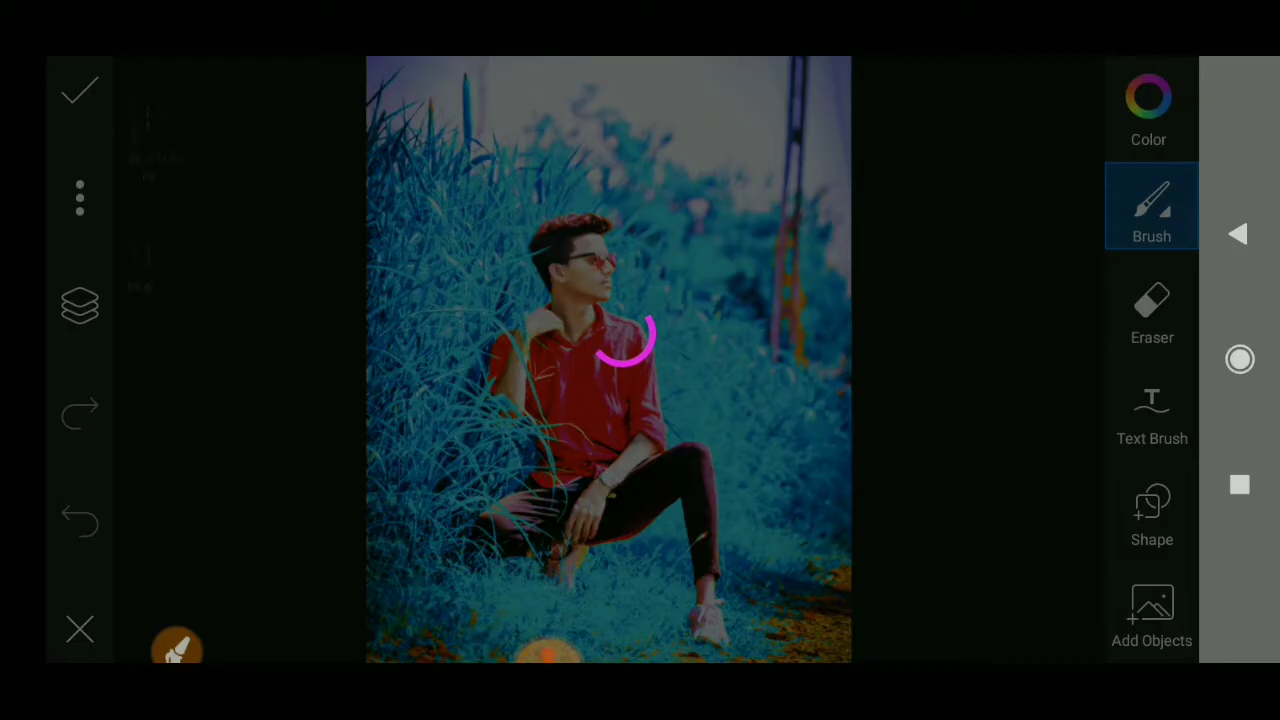 Color
Brush
Eraser
Text Brush
Shape
Add Objects